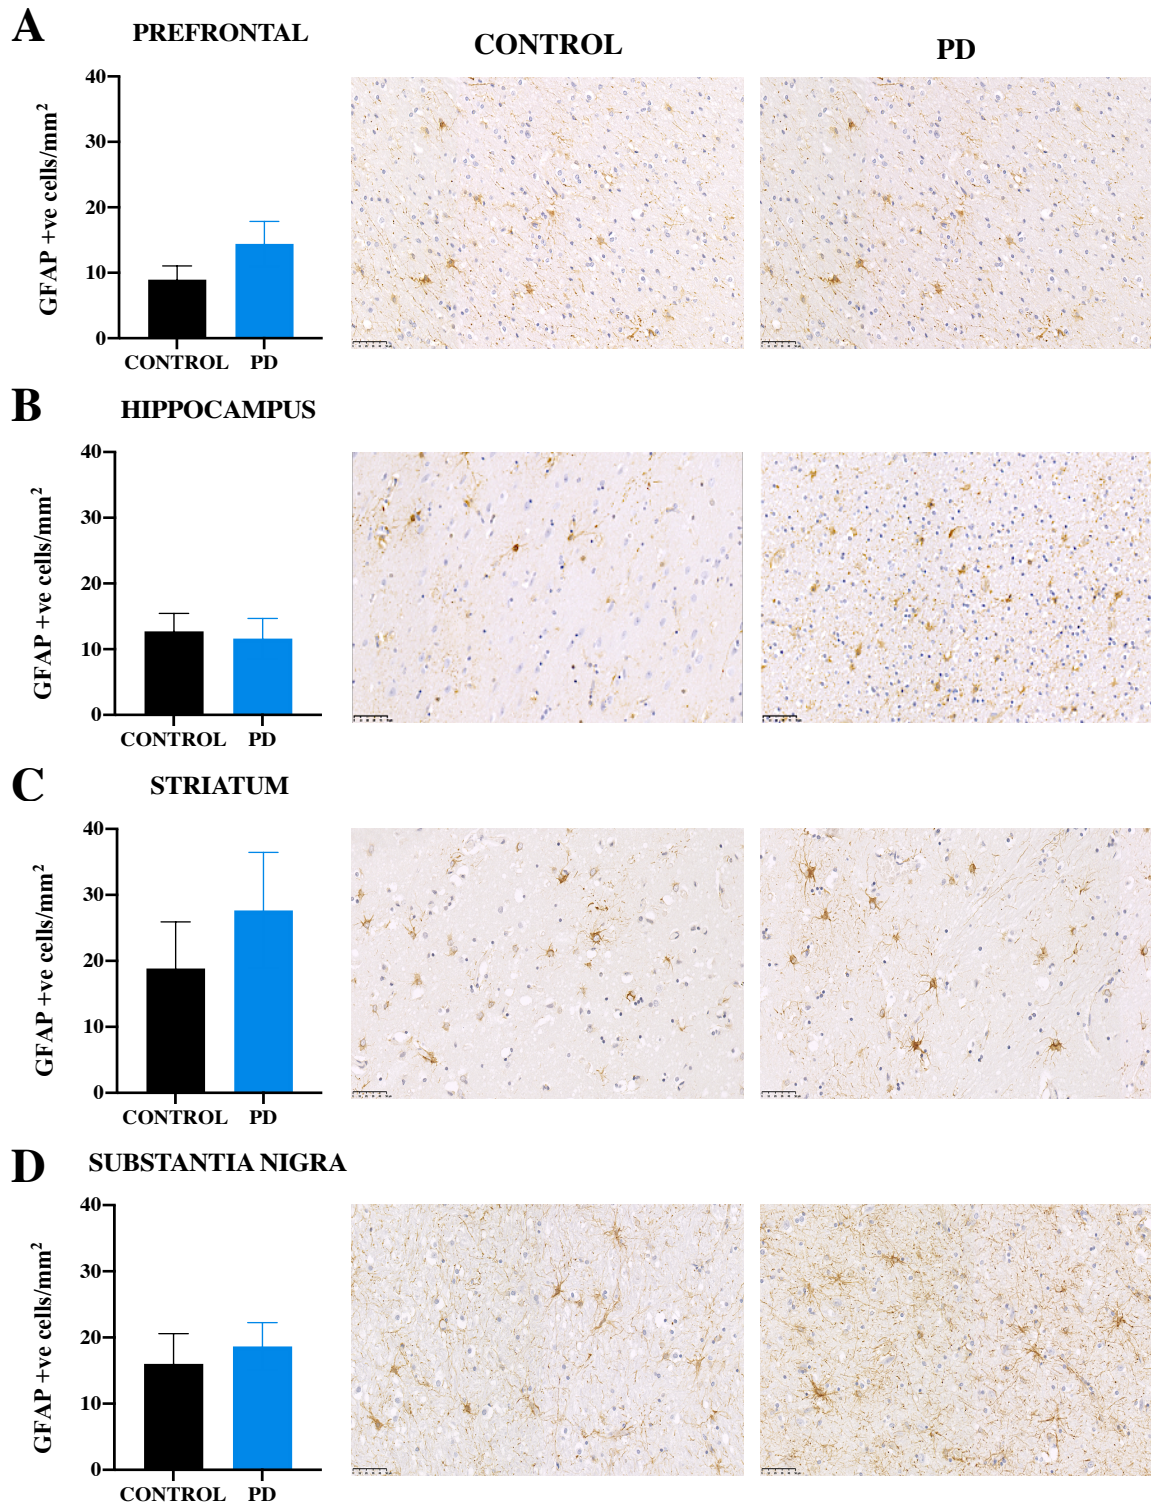 A
PREFRONTAL
CONTROL
PD
GFAP +ve cells/mm²
40
30
20
10
0
CONTROL
PD
B
HIPPOCAMPUS
GFAP +ve cells/mm²
40
30
20
10
0
CONTROL
PD
C
STRIATUM
GFAP +ve cells/mm²
40
30
20
10
0
CONTROL
PD
D
SUBSTANTIA NIGRA
GFAP +ve cells/mm²
40
30
20
10
0
CONTROL
PD